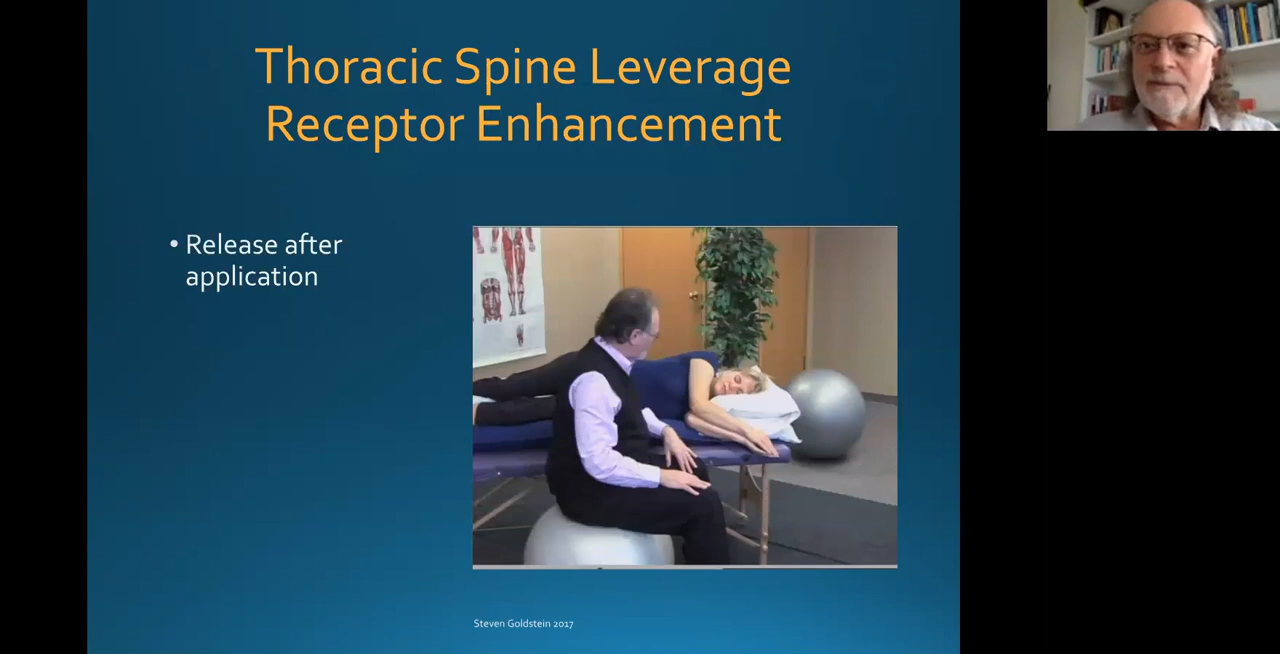 Thoracic Spine Leverage
Receptor Enhancement
• Release after
application
Steven Goldstein 2017